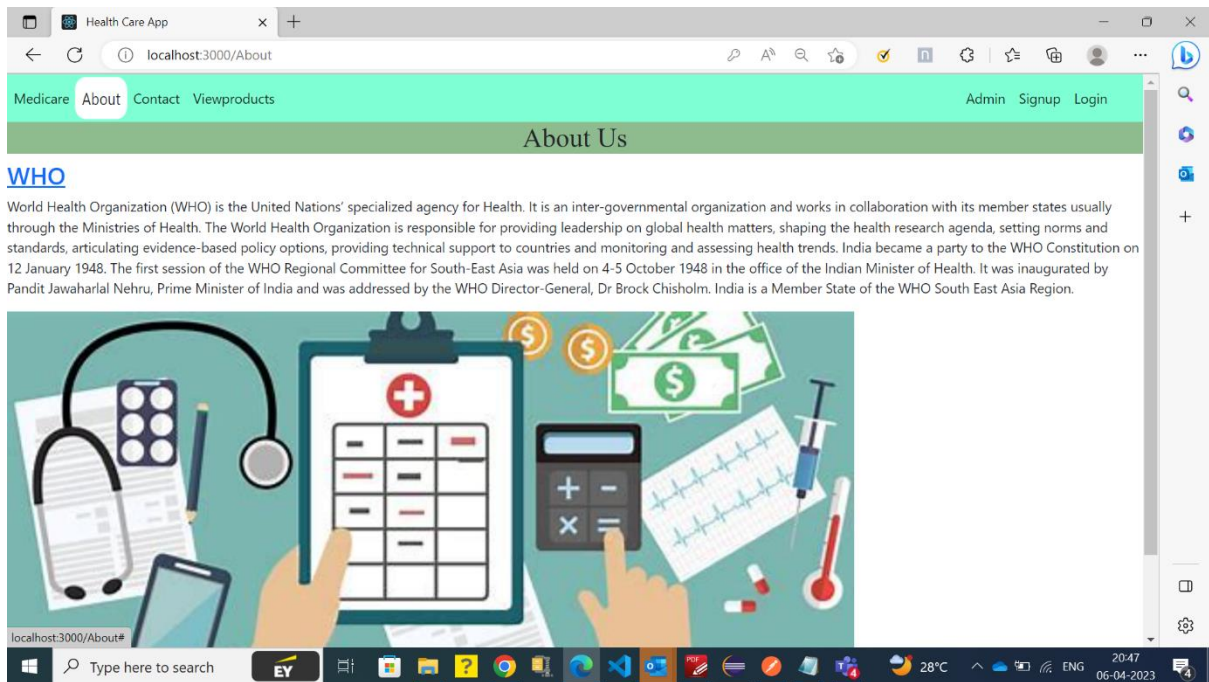 Health Care App
localhost:3000/About
Medicare About Contact Viewproducts Admin Signup Login
About Us
WHO
World Health Organization (WHO) is the United Nations' specialized agency for Health. It is an inter-governmental organization and works in collaboration with its member states usually
through the Ministries of Health. The World Health Organization is responsible for providing leadership on global health matters, shaping the health research agenda, setting norms and
standards, articulating evidence-based policy options, providing technical support to countries and monitoring and assessing health trends. India became a party to the WHO Constitution on
12 January 1948. The first session of the WHO Regional Committee for South-East Asia was held on 4-5 October 1948 in the office of the Indian Minister of Health. It was inaugurated by
Pandit Jawaharlal Nehru, Prime Minister of India and was addressed by the WHO Director-General, Dr Brock Chisholm. India is a Member State of the WHO South East Asia Region.
$ $
$
+ -
× =
localhost:3000/About#
Type here to search EY ? PDF 28°C ENG 20:47
06-04-2023 4